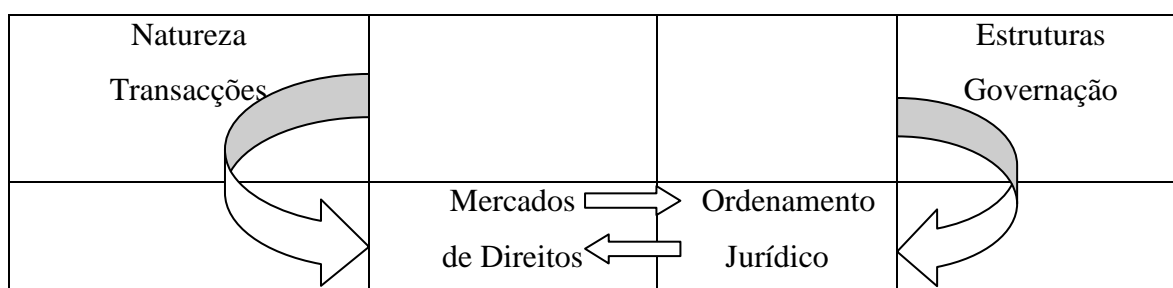 Natureza
Transacções
Estruturas
Governação
Mercados
de Direitos
Ordenamento
Jurídico